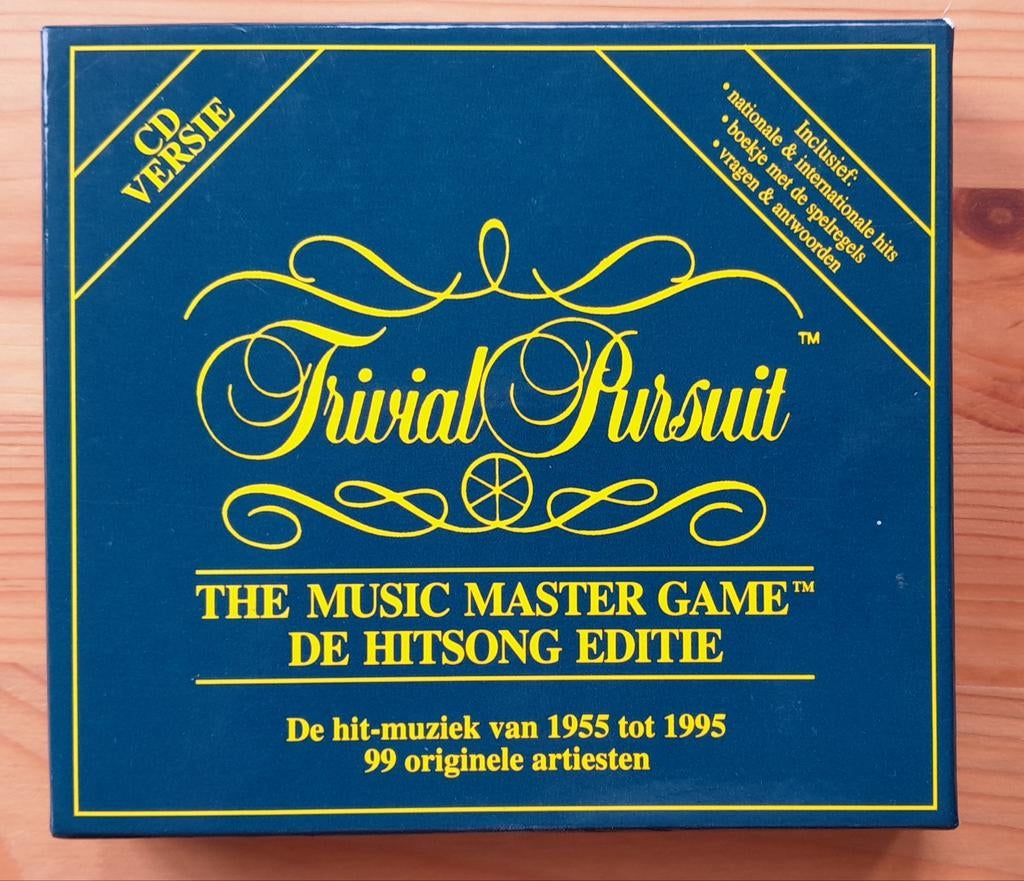 CD
VERSIE
Inclusief:
• nationale & internationale hits
• boekje met de spelregels
• vragen & antwoorden
Trivial Pursuit™
THE MUSIC MASTER GAME™
DE HITSONG EDITIE
De hit-muziek van 1955 tot 1995
99 originele artiesten